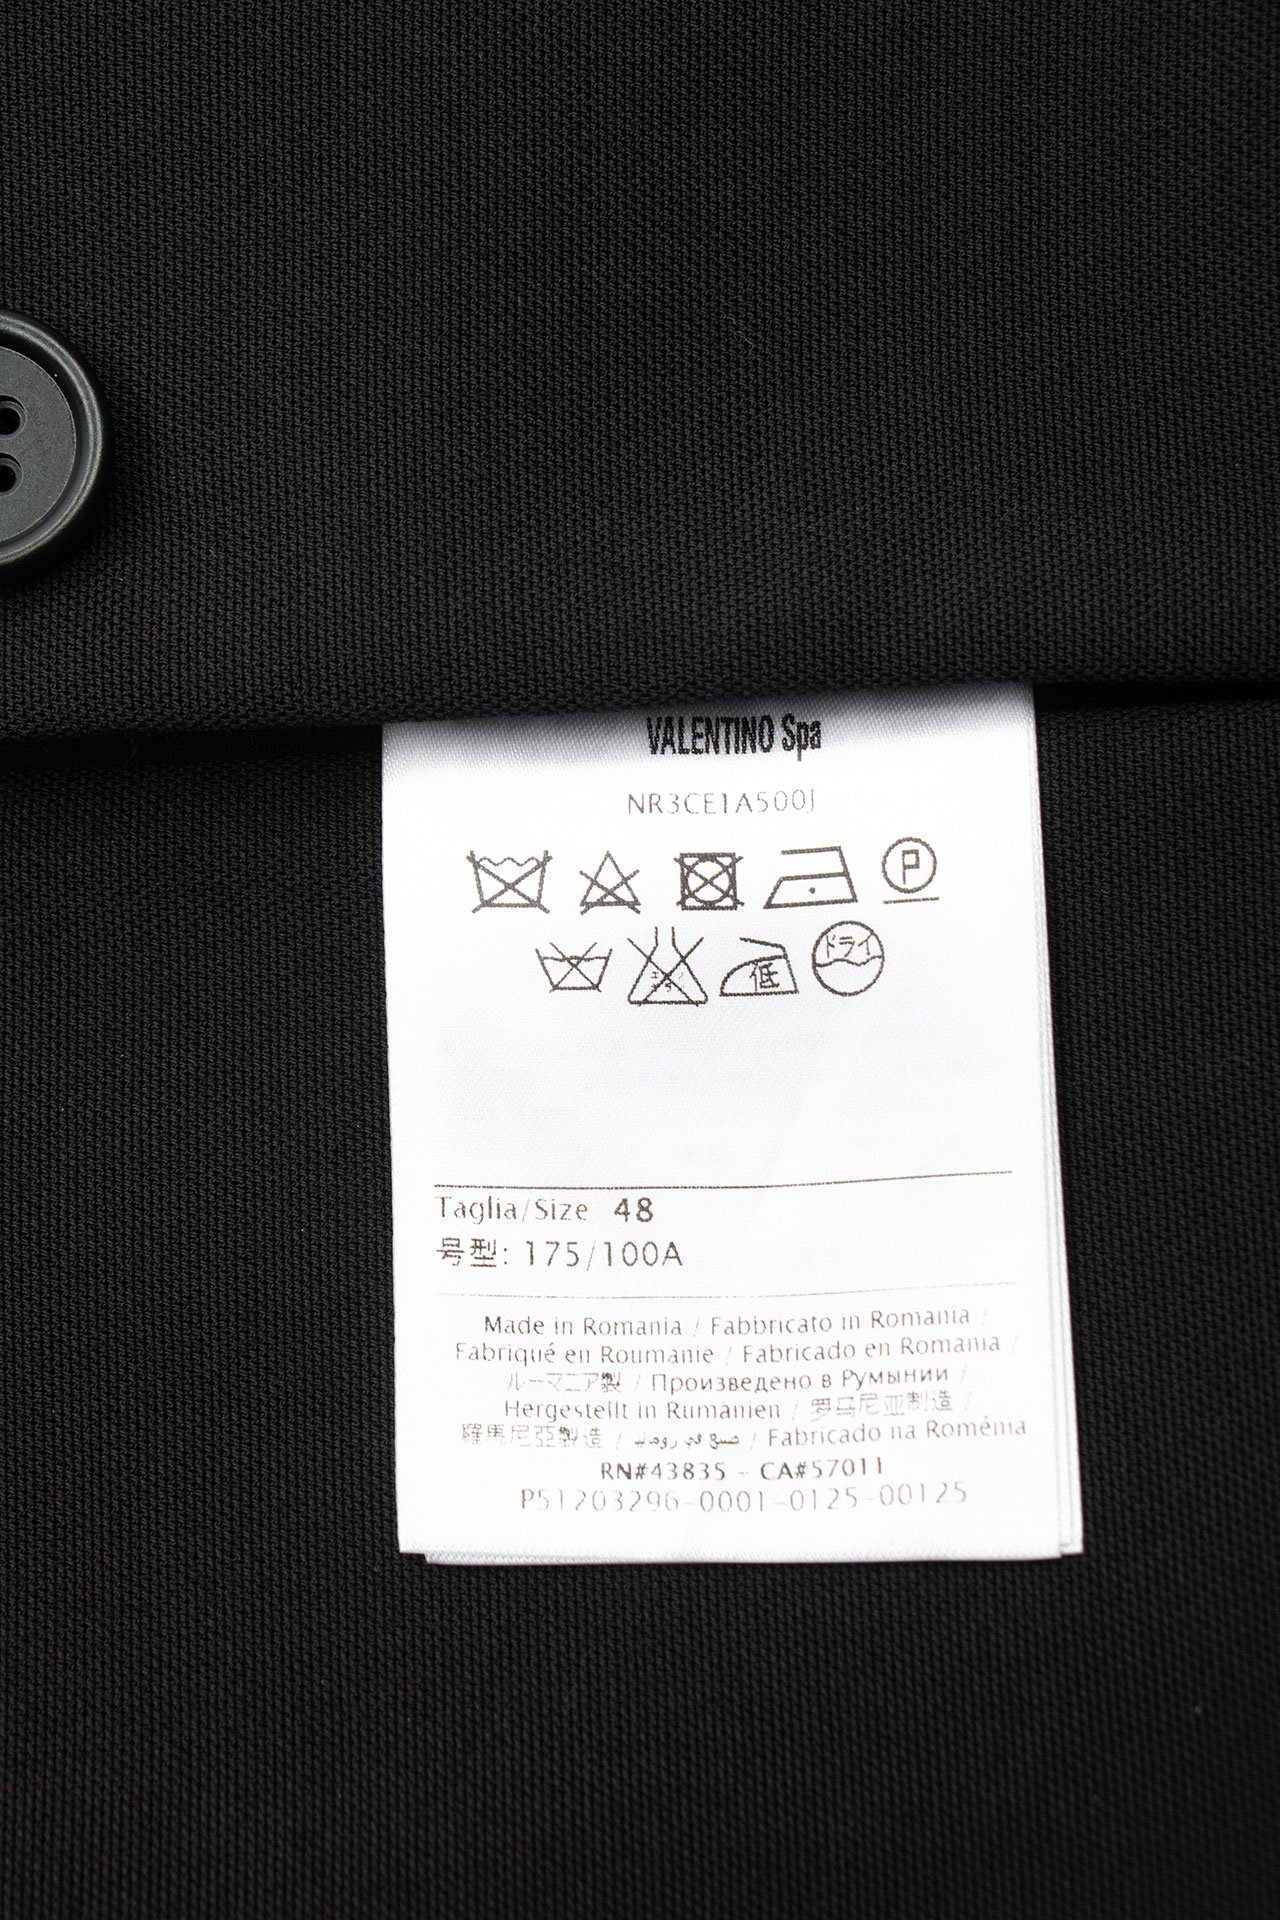 VALENTINO Spa
NR3CE1A500J
P
ドライ
低
Taglia/Size 48
号型: 175/100A
Made in Romania / Fabbricato in Romania /
Fabriqué en Roumanie / Fabricado en Romania /
ルーマニア製 / Произведено в Румынии /
Hergestellt in Rumänien / 罗马尼亚制造 /
羅馬尼亞製造 / صنع في رومانيا / Fabricado na Roménia
RN#43835 - CA#57011
P51203296-0001-0125-00125